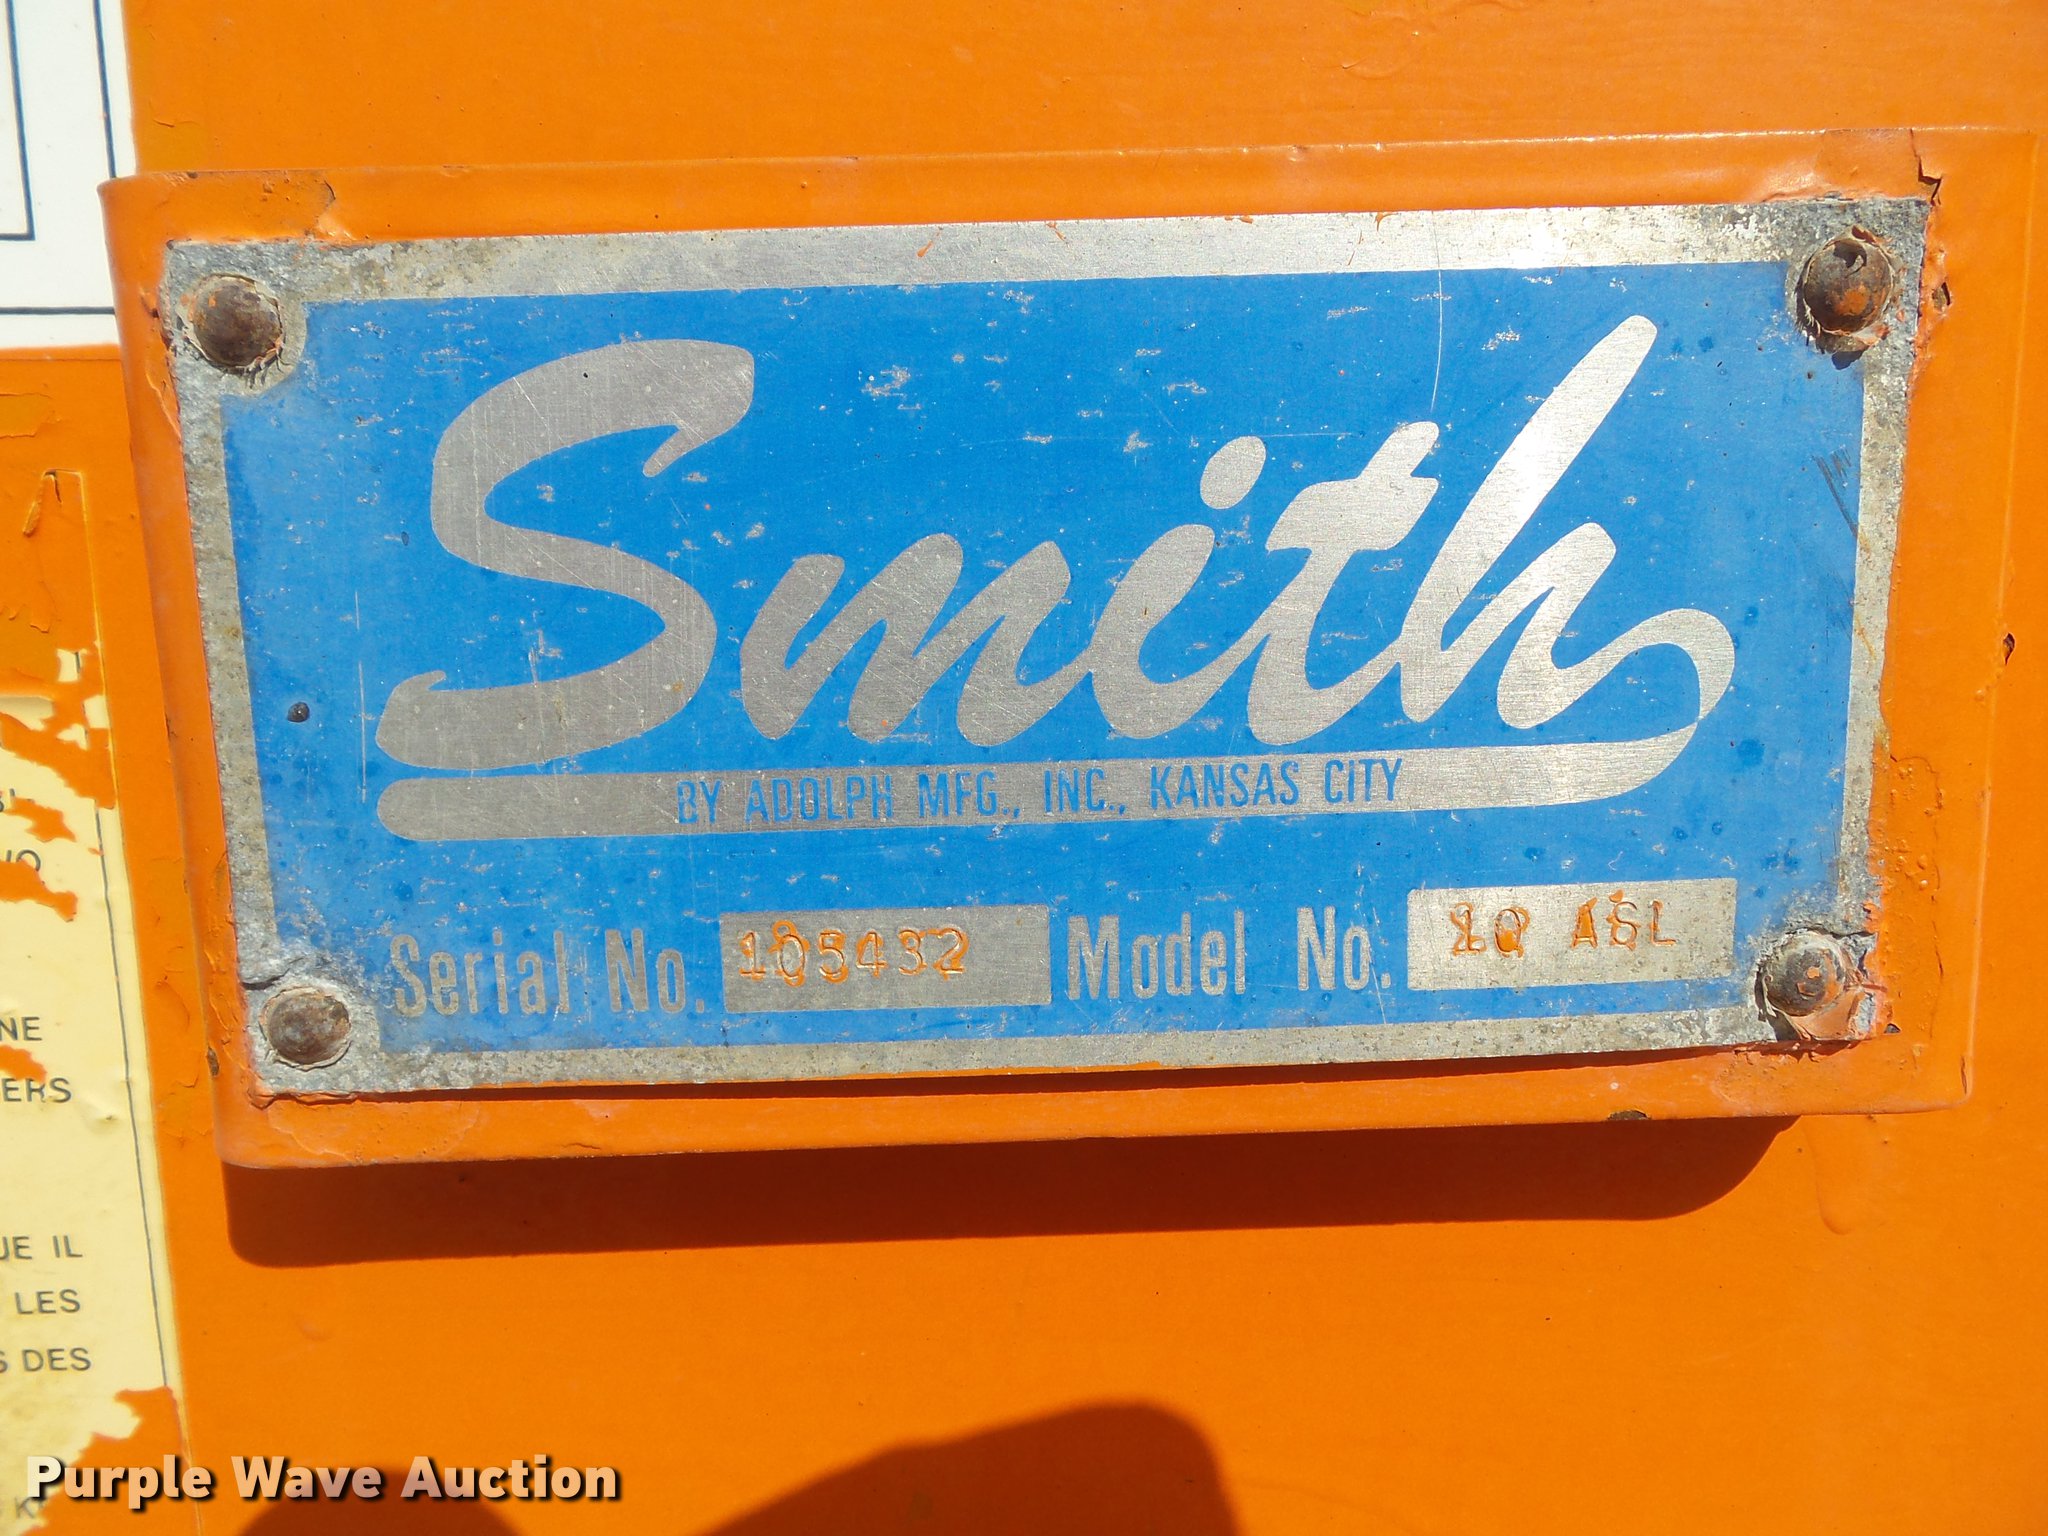 Smith
BY ADOLPH MFG., INC., KANSAS CITY
Serial No. 105432 Model No. ASL
NE
ERS
UE IL
LES
DES
Purple Wave Auction